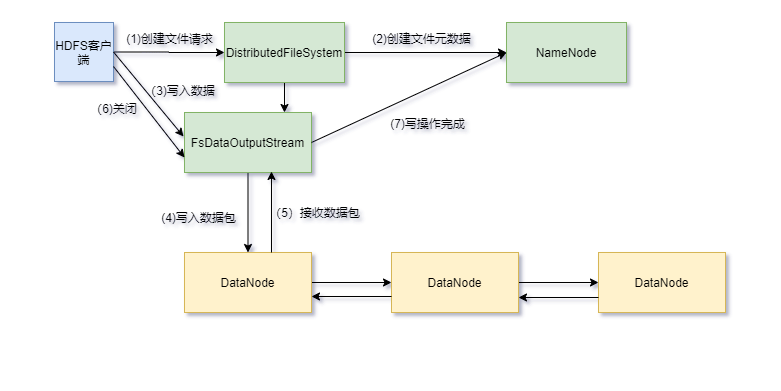 (1)创建文件请求
(2)创建文件元数据
HDFS客户
端
DistributedFileSystem
NameNode
(3)写入数据
(6)关闭
(7)写操作完成
FsDataOutputStream
(4)写入数据包
(5）接收数据包
DataNode
DataNode
DataNode